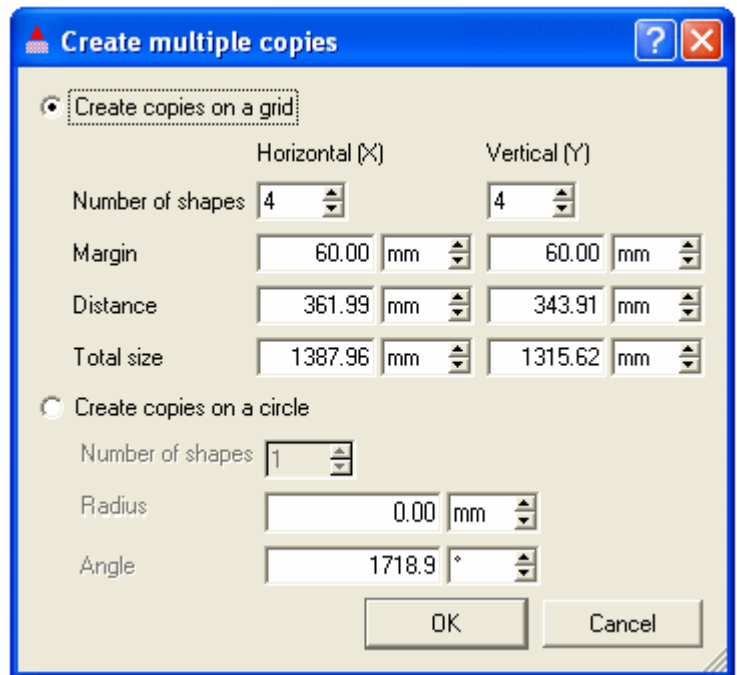 Create multiple copies
Create copies on a grid
Horizontal (X) Vertical (Y)
Number of shapes 4 4
Margin 60.00 mm 60.00 mm
Distance 361.99 mm 343.91 mm
Total size 1387.96 mm 1315.62 mm
Create copies on a circle
Number of shapes 1
Radius 0.00 mm
Angle 1718.9 °
OK Cancel